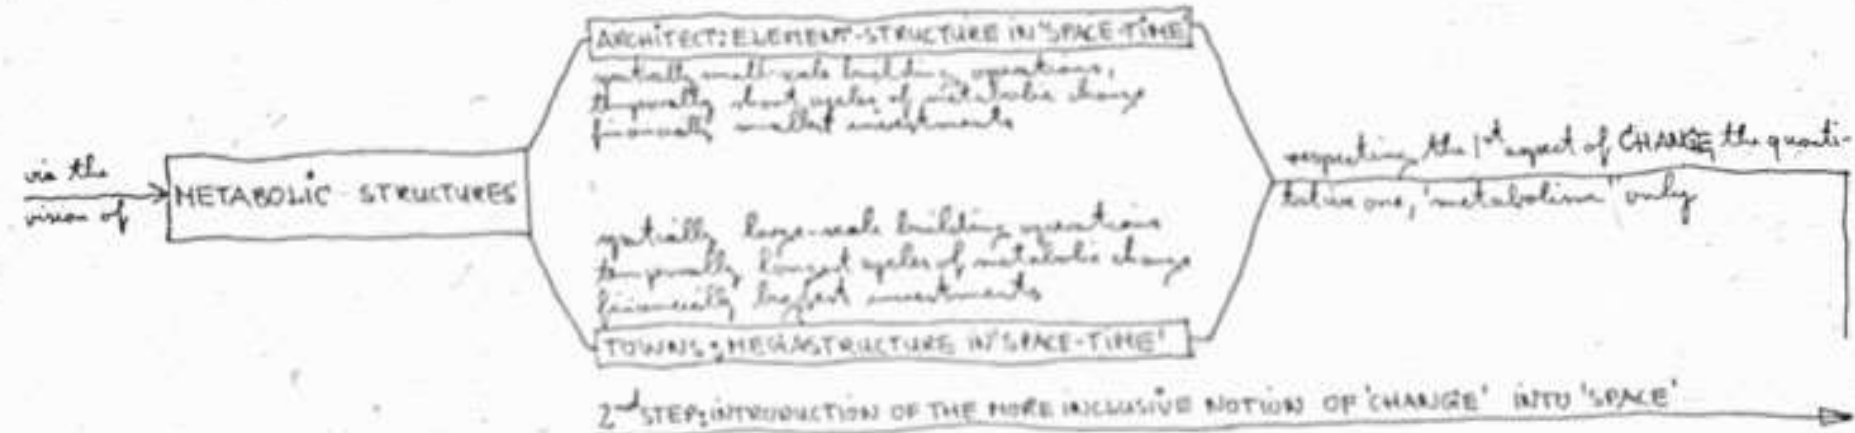 via the
vision of
METABOLIC STRUCTURES
ARCHITECT: ELEMENT-STRUCTURE IN 'SPACE-TIME'
spatially small-scale building operations,
temporally short cycles of metabolic change
financially smallest investments
spatially large-scale building operations
temporally longest cycles of metabolic change
financially largest investments
TOWNS: MEGASTRUCTURE IN 'SPACE-TIME'
respecting the 1st aspect of CHANGE, the quanti-
tative one, 'metabolism' only
2nd STEP: INTRODUCTION OF THE MORE INCLUSIVE NOTION OF 'CHANGE' INTO 'SPACE'